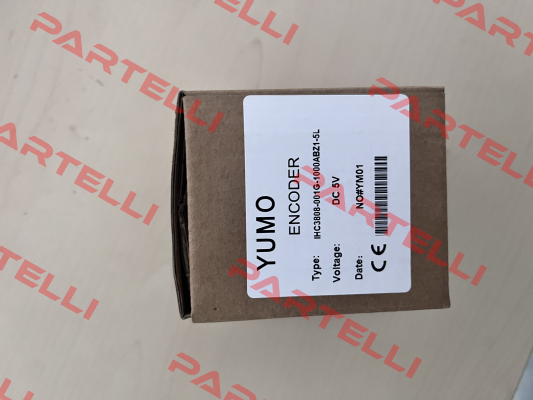 YUMO
ENCODER
Type: IHC3808-001G-1000ABZ1-5L
Voltage: DC 5V
Date: NO#YM01
CE
PARTELLI
PARTELLI
PARTELLI
PARTELLI
PARTELLI
PARTELLI
PARTELLI